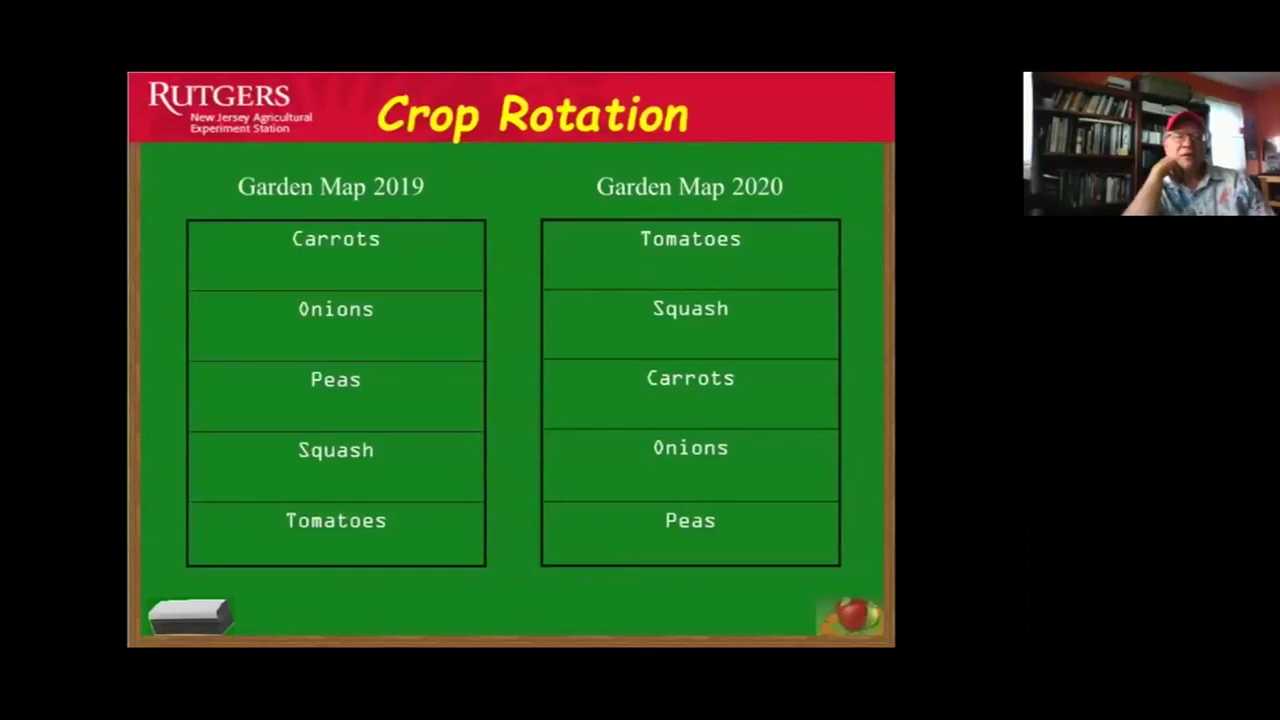 RUTGERS
New Jersey Agricultural
Experiment Station
Crop Rotation
Garden Map 2019
Carrots
Onions
Peas
Squash
Tomatoes
Garden Map 2020
Tomatoes
Squash
Carrots
Onions
Peas